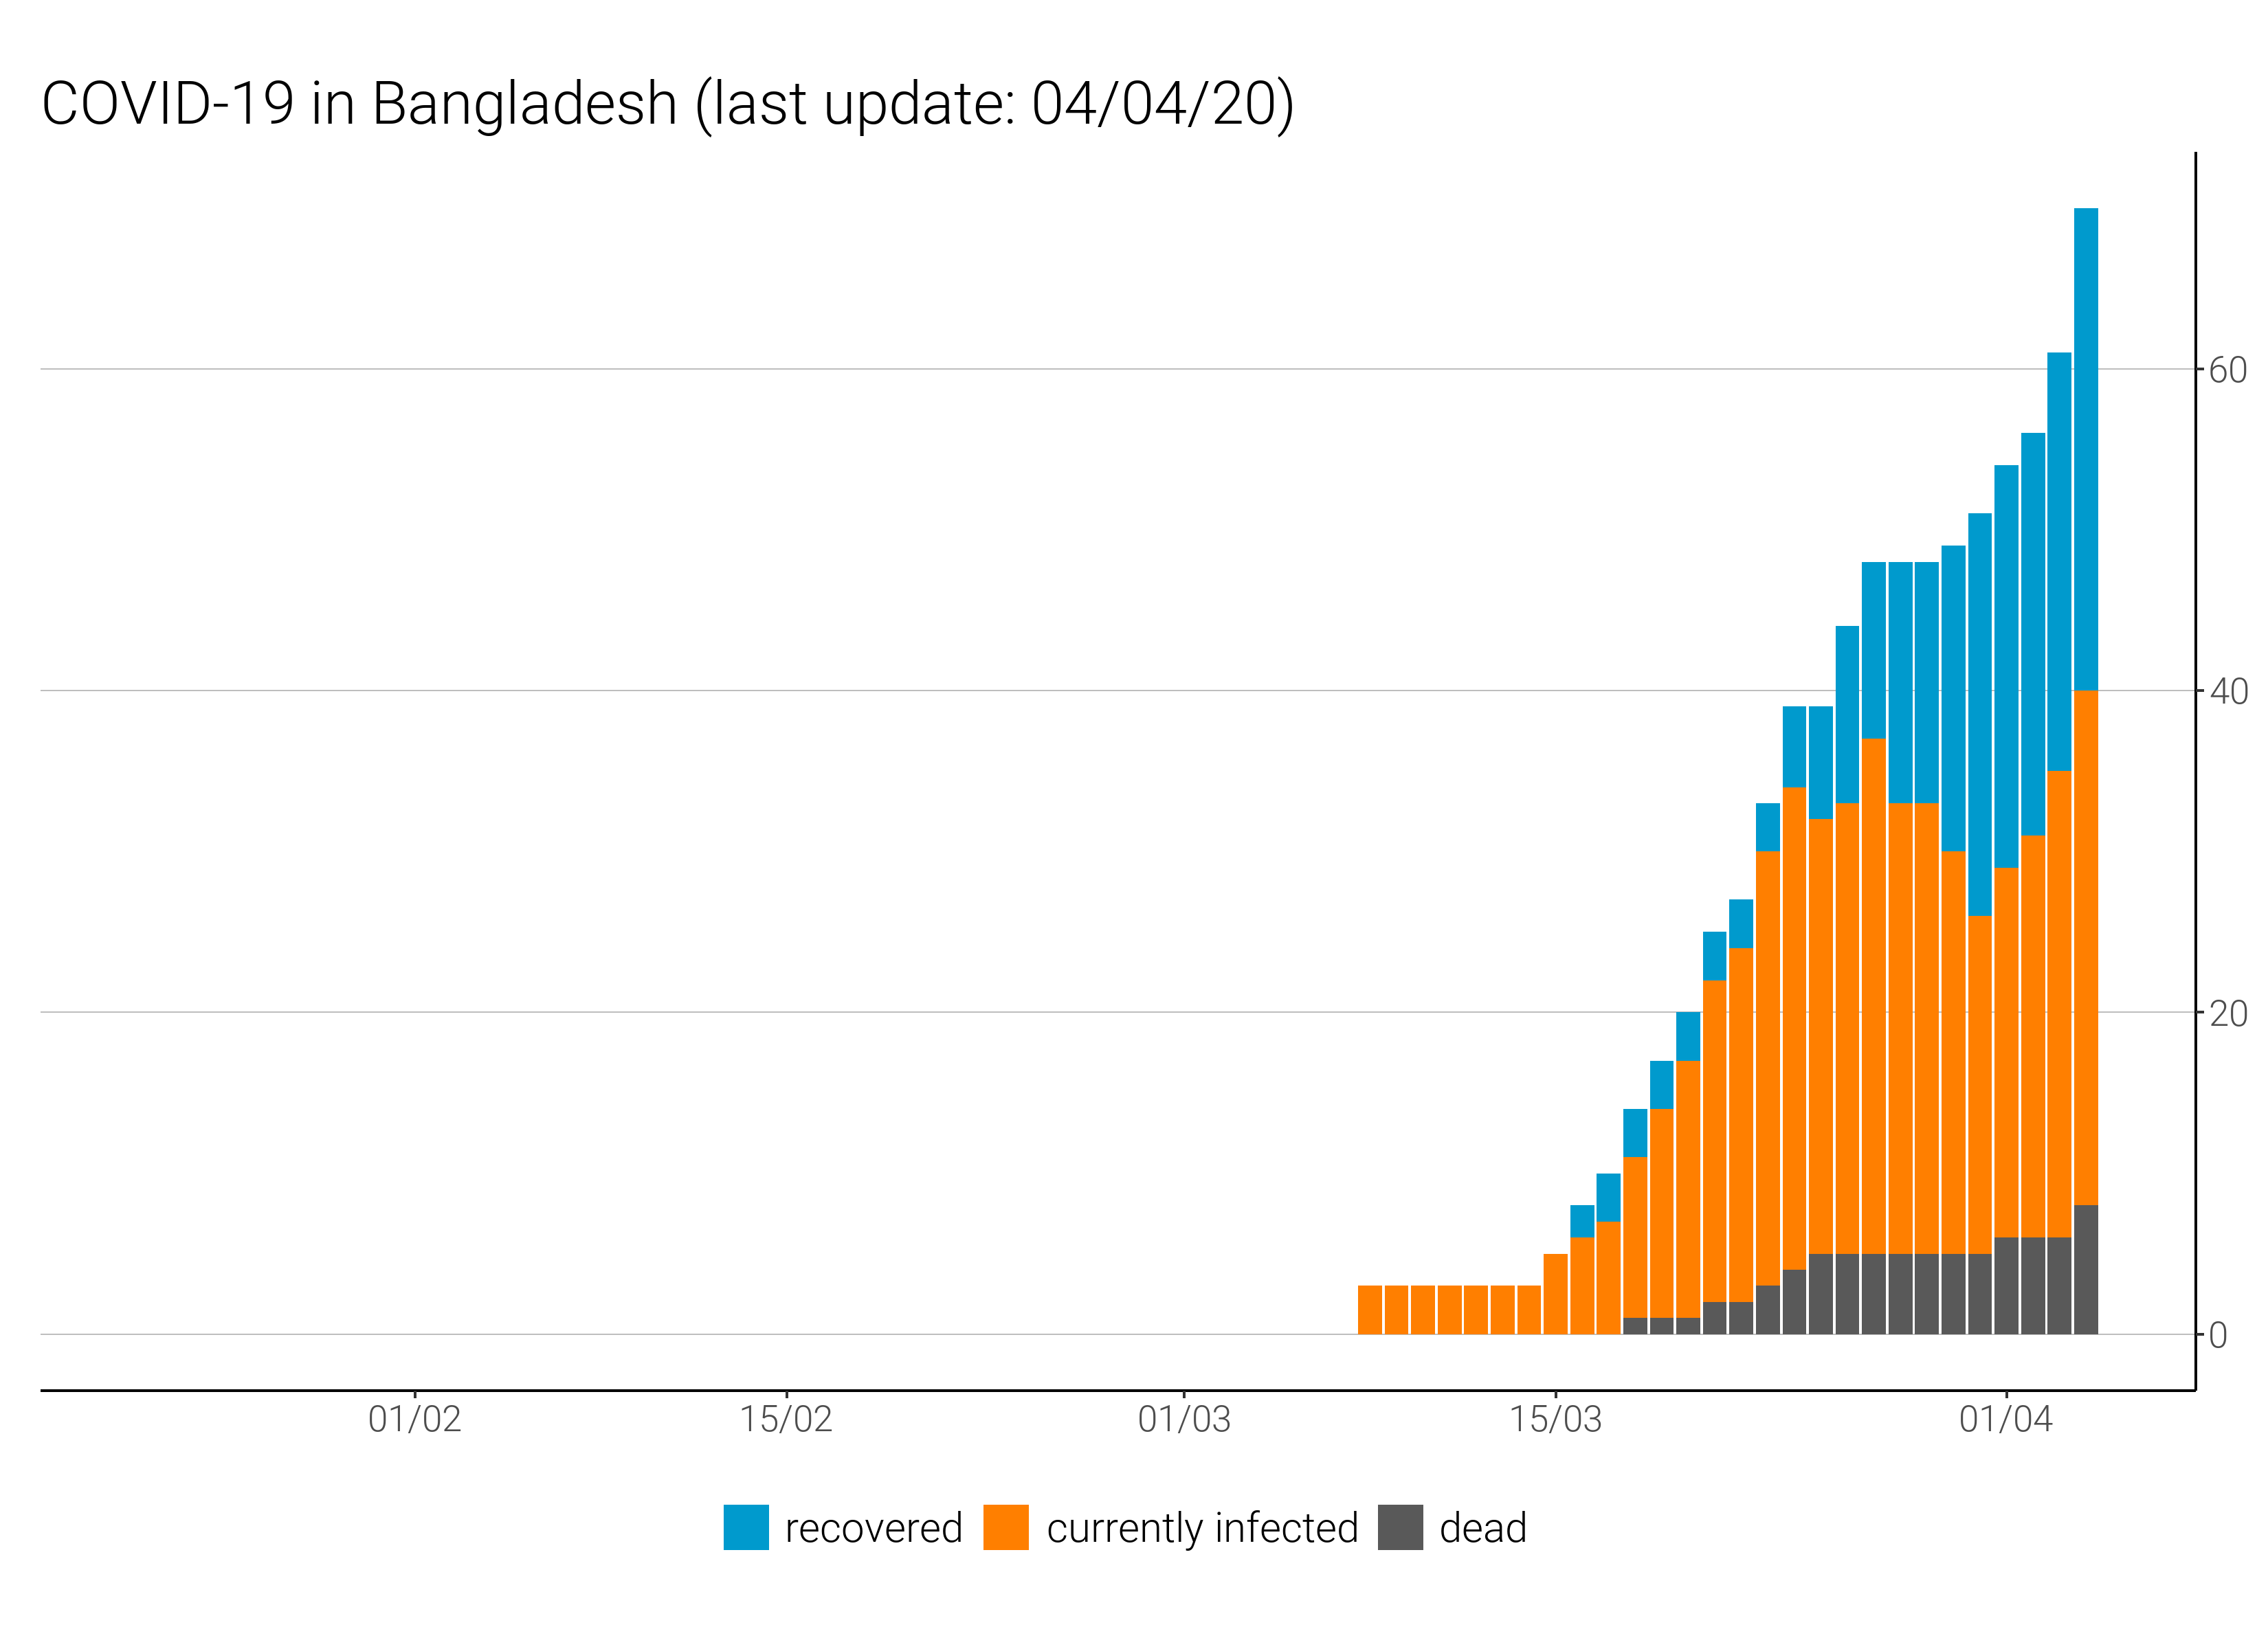 COVID-19 in Bangladesh (last update: 04/04/20)
60
40
20
0
01/02 15/02 01/03 15/03 01/04
recovered currently infected dead